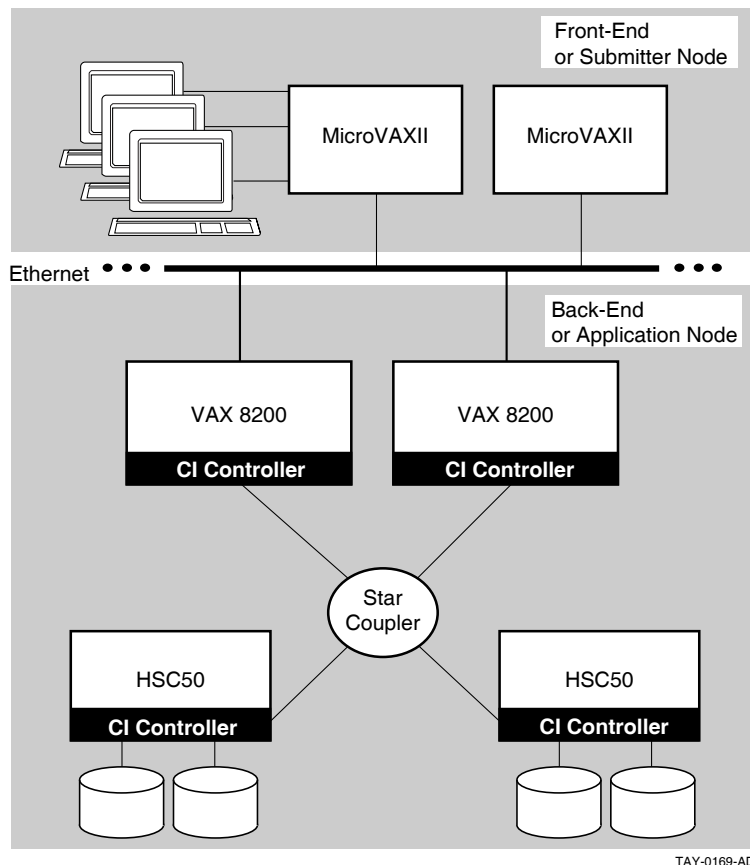 Front-End
or Submitter Node
MicroVAXII
MicroVAXII
Ethernet
Back-End
or Application Node
VAX 8200
VAX 8200
CI Controller
CI Controller
Star
Coupler
HSC50
HSC50
CI Controller
CI Controller